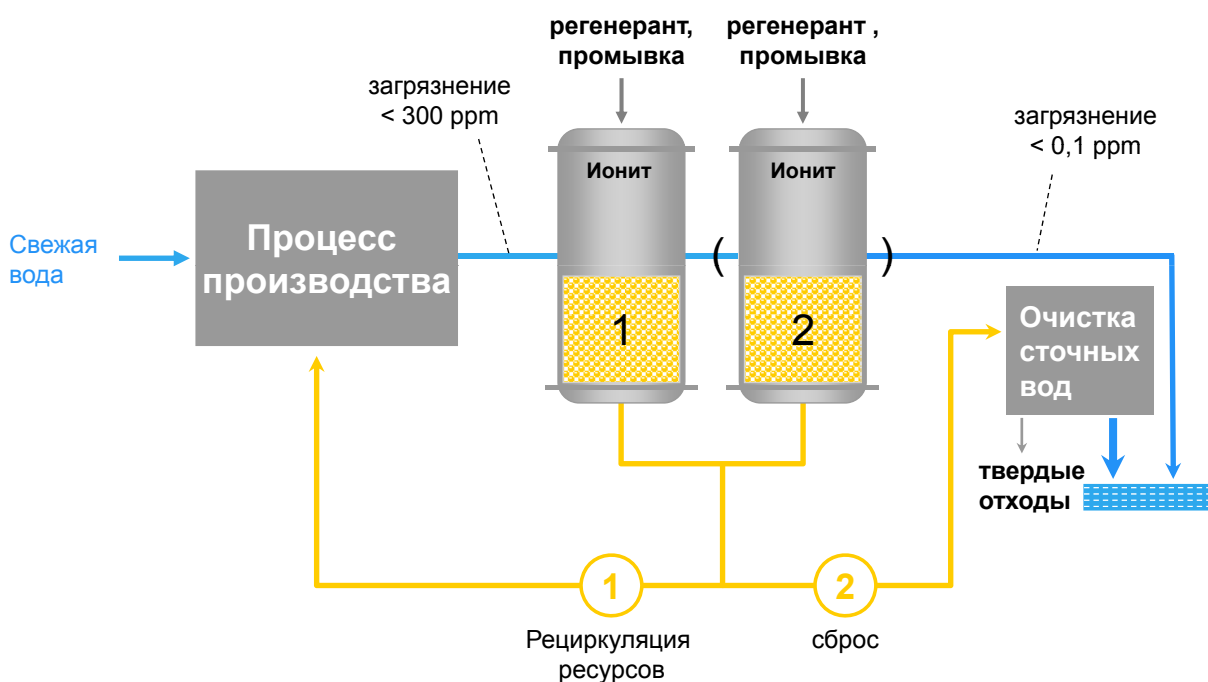 регенерант,
промывка
регенерант ,
промывка
загрязнение
< 300 ppm
загрязнение
< 0,1 ppm
Ионит
Ионит
Свежая
вода
Процесс
производства
( )
1
2
Очистка
сточных
вод
твердые
отходы
1
2
Рециркуляция
ресурсов
сброс